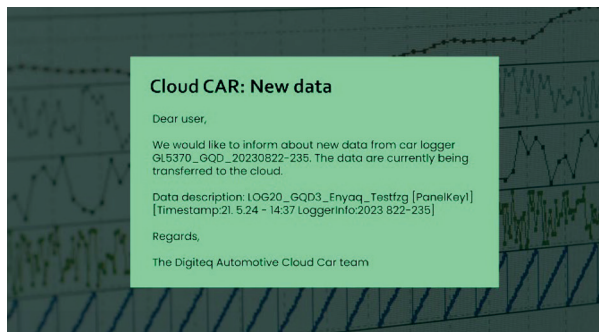 Cloud CAR: New data
Dear user,
We would like to inform about new data from car logger
GL5370_GQD_20230822-235. The data are currently being
transferred to the cloud.
Data description: LOG20_GQD3_Enyaq_Testfzg [PanelKey1]
[Timestamp:21. 5.24 - 14:37 LoggerInfo:2023 822-235]
Regards,
The Digiteq Automotive Cloud Car team